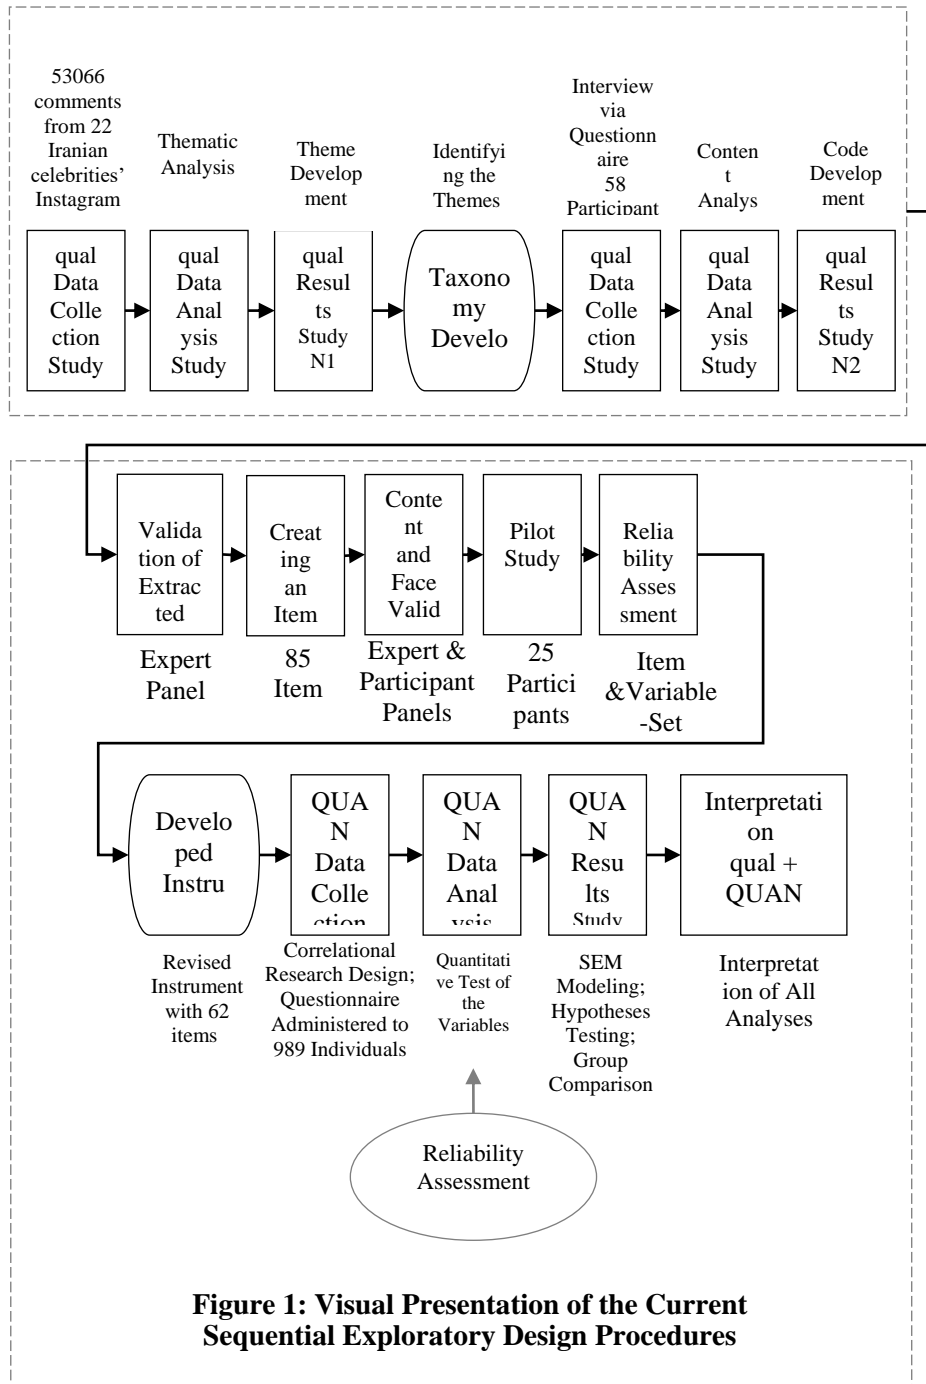 53066
comments
from 22
Iranian
celebrities'
Instagram
Thematic
Analysis
Theme
Develop
ment
Identifyi
ng the
Themes
Interview
via
Questionn
aire
58
Participant
Conten
t
Analys
Code
Develop
ment
qual
Data
Colle
ction
Study
qual
Data
Anal
ysis
Study
qual
Resul
ts
Study
N1
Taxono
my
Develo
qual
Data
Colle
ction
Study
qual
Data
Anal
ysis
Study
qual
Resul
ts
Study
N2
Valida
tion of
Extrac
ted
Creat
ing
an
Item
Conte
nt
and
Face
Valid
Pilot
Study
Relia
bility
Asses
sment
Expert
Panel
85
Item
Expert &
Participant
Panels
25
Partici
pants
Item
&Variable
-Set
Develo
ped
Instru
QUA
N
Data
Colle
ction
QUA
N
Data
Anal
ysis
QUA
N
Resu
lts
Study
Interpretati
on
qual +
QUAN
Revised
Instrument
with 62
items
Correlational
Research Design;
Questionnaire
Administered to
989 Individuals
Quantitati
ve Test of
the
Variables
SEM
Modeling;
Hypotheses
Testing;
Group
Comparison
Interpretat
ion of All
Analyses
Reliability
Assessment
Figure 1: Visual Presentation of the Current
Sequential Exploratory Design Procedures